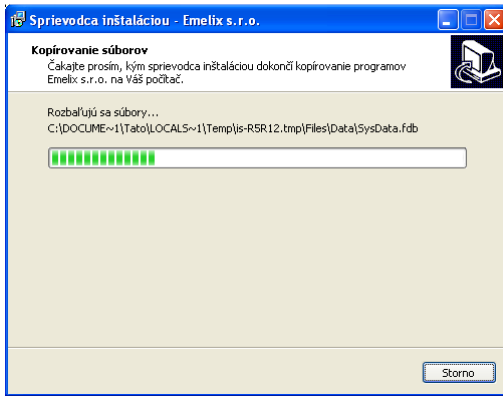 Sprievodca inštaláciou - Emelix s.r.o.
Kopírovanie súborov
Čakajte prosím, kým sprievodca inštaláciou dokončí kopírovanie programov
Emelix s.r.o. na Váš počítač.
Rozbaľujú sa súbory...
C:\DOCUME~1\Tato\LOCALS~1\Temp\is-R5R12.tmp\Files\Data\SysData.fdb
Storno